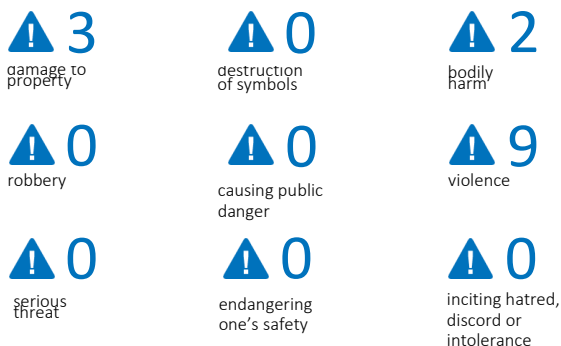 3
damage to
property
0
destruction
of symbols
2
bodily
harm
0
robbery
0
causing public
danger
9
violence
0
serious
threat
0
endangering
one’s safety
0
inciting hatred,
discord or
intolerance